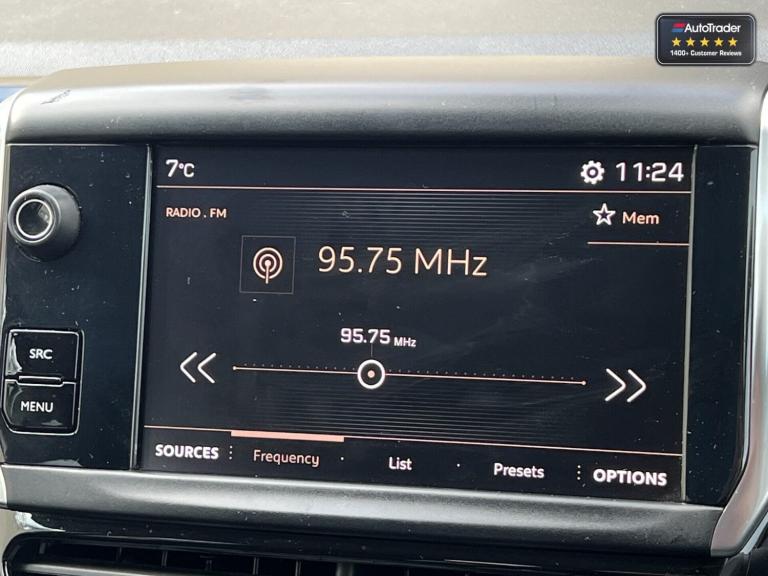 AutoTrader
1400+ Customer Reviews
7°C
11:24
RADIO . FM
Mem
95.75 MHz
95.75 MHz
SRC
MENU
SOURCES : Frequency · List · Presets : OPTIONS